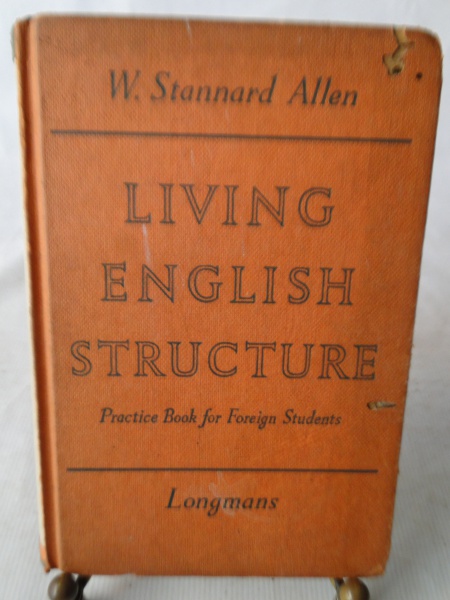 W. Stannard Allen
LIVING
ENGLISH
STRUCTURE
Practice Book for Foreign Students
Longmans